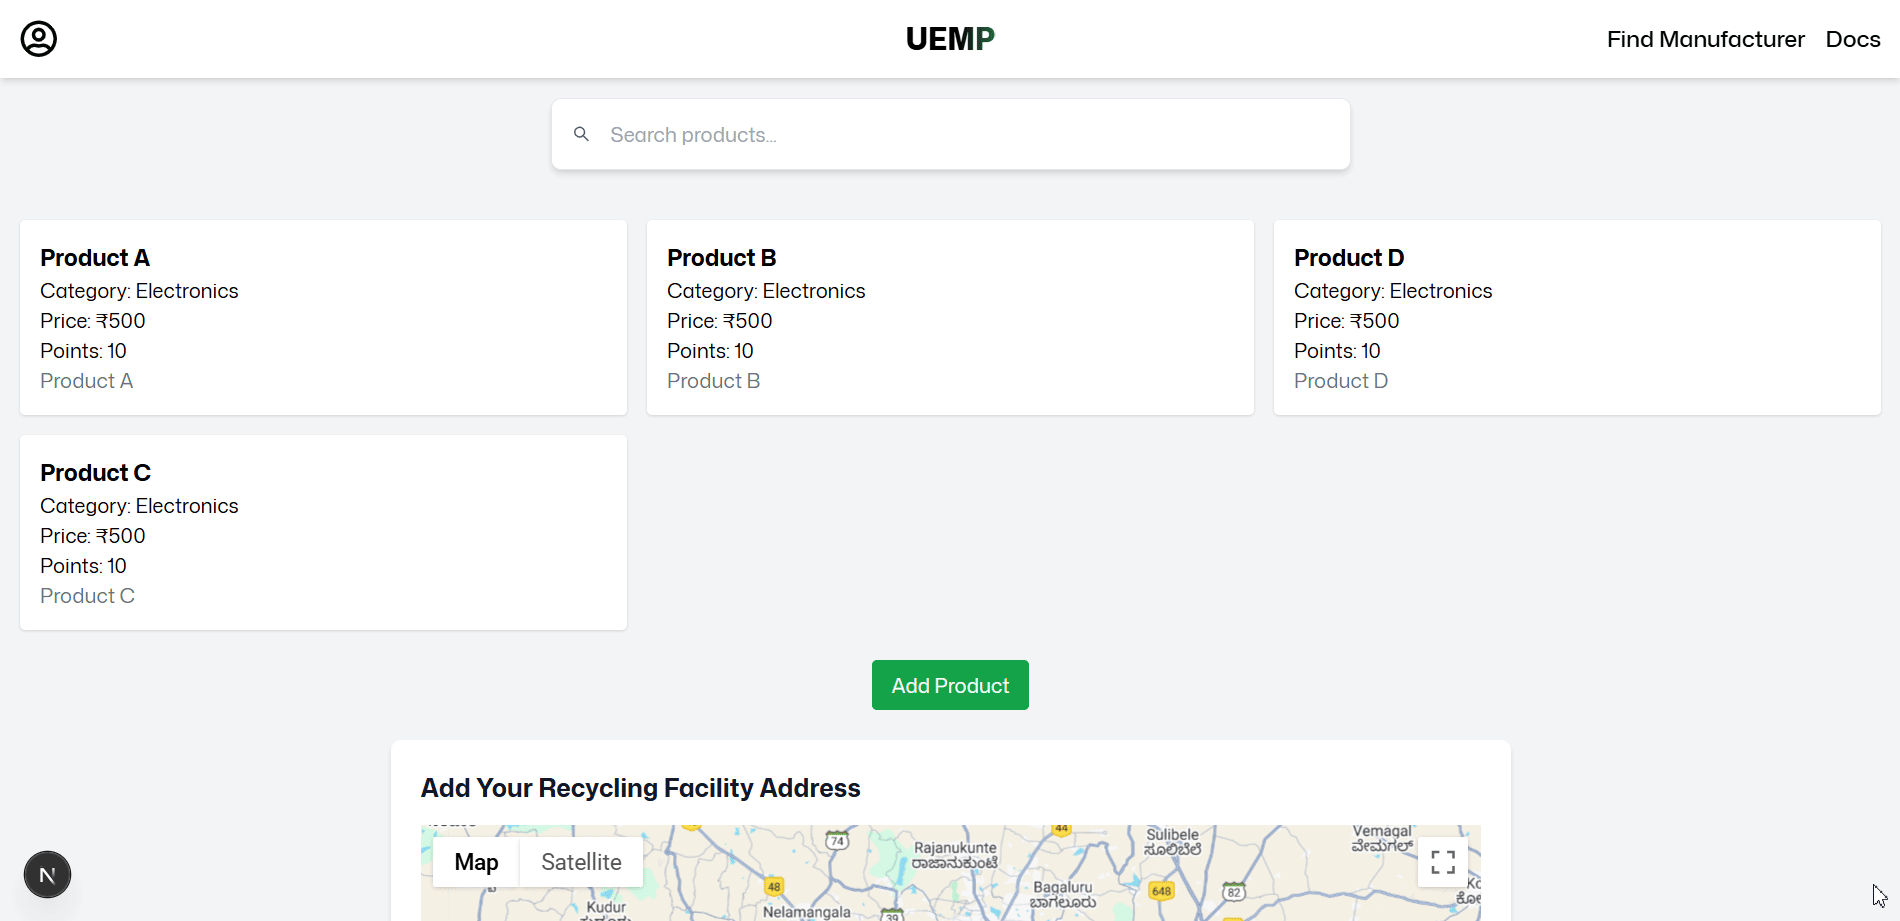 UEMP
Find Manufacturer Docs
Search products...
Product A
Category: Electronics
Price: ₹500
Points: 10
Product A
Product B
Category: Electronics
Price: ₹500
Points: 10
Product B
Product D
Category: Electronics
Price: ₹500
Points: 10
Product D
Product C
Category: Electronics
Price: ₹500
Points: 10
Product C
Add Product
Add Your Recycling Facility Address
Map Satellite
74
44
Sulibele
ಸೂಲಿಬೆಲೆ
Vemagal
ವೇಮಗಲ್
Rajanukunte
ರಾಜಾನುಕುಂಟೆ
48
Bagaluru
ಬಾಗಲೂರು
648
82
Kudur
Nelamangala
39
N